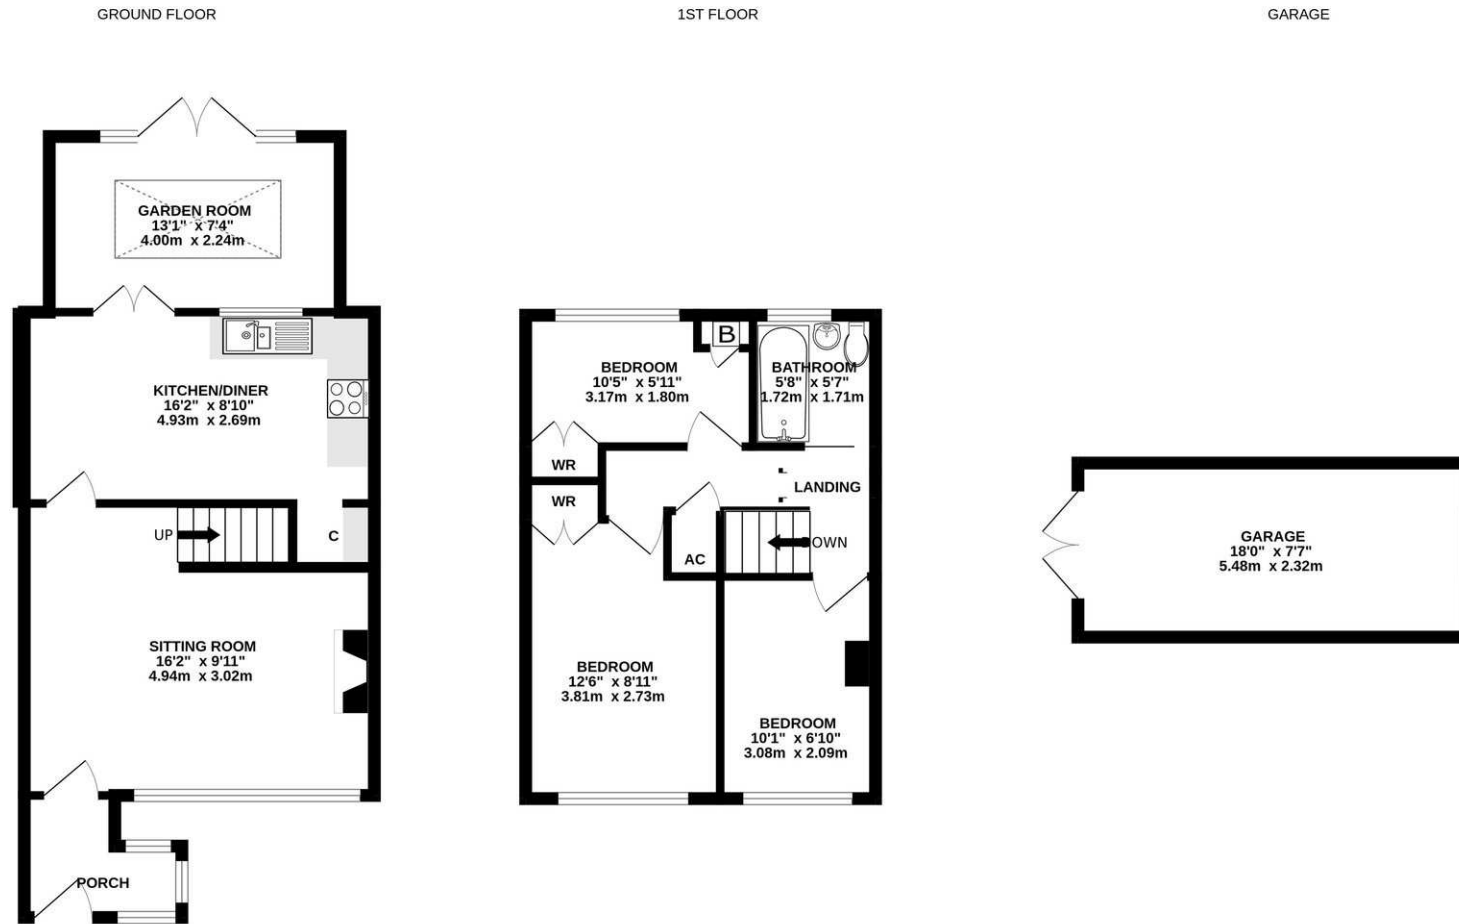 GROUND FLOOR
GARDEN ROOM
13'1" x 7'4"
4.00m x 2.24m
KITCHEN/DINER
16'2" x 8'10"
4.93m x 2.69m
UP
C
SITTING ROOM
16'2" x 9'11"
4.94m x 3.02m
PORCH
1ST FLOOR
B
BEDROOM
10'5" x 5'11"
3.17m x 1.80m
BATHROOM
5'8" x 5'7"
1.72m x 1.71m
WR
WR
LANDING
AC
DOWN
BEDROOM
12'6" x 8'11"
3.81m x 2.73m
BEDROOM
10'1" x 6'10"
3.08m x 2.09m
GARAGE
GARAGE
18'0" x 7'7"
5.48m x 2.32m